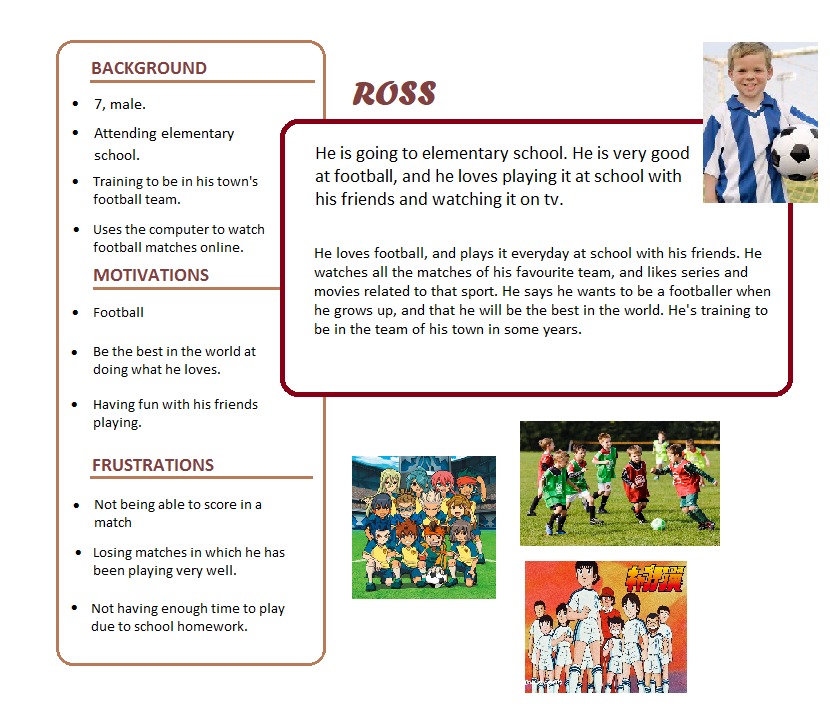 BACKGROUND
• 7, male.
• Attending elementary
school.
• Training to be in his town's
football team.
• Uses the computer to watch
football matches online.
MOTIVATIONS
• Football
• Be the best in the world at
doing what he loves.
• Having fun with his friends
playing.
FRUSTRATIONS
• Not being able to score in a
match
• Losing matches in which he has
been playing very well.
• Not having enough time to play
due to school homework.
ROSS
He is going to elementary school. He is very good
at football, and he loves playing it at school with
his friends and watching it on tv.
He loves football, and plays it everyday at school with his friends. He
watches all the matches of his favourite team, and likes series and
movies related to that sport. He says he wants to be a footballer when
he grows up, and that he will be the best in the world. He's training to
be in the team of his town in some years.
キャプテン翼